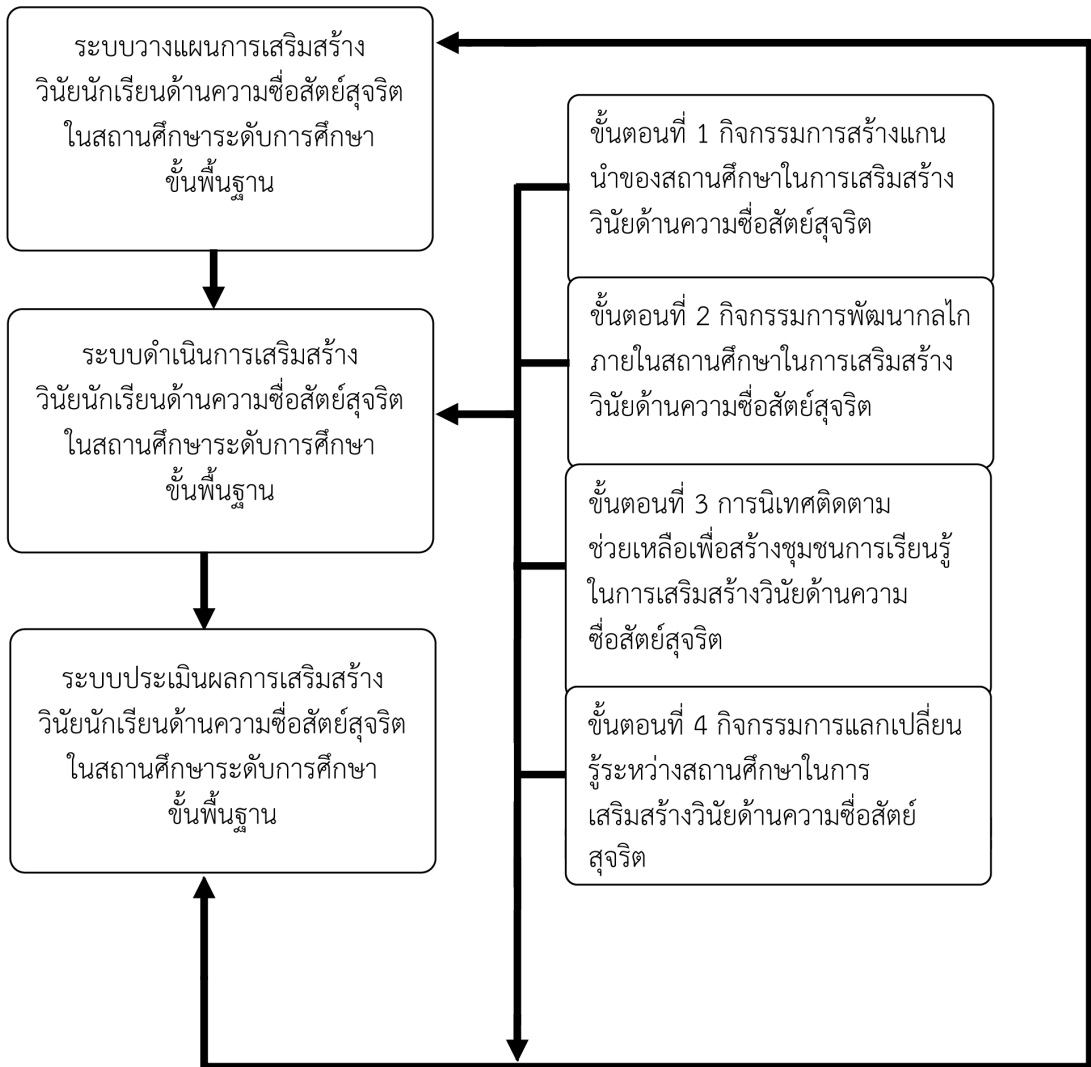 ระบบวางแผนการเสริมสร้าง
วินัยนักเรียนด้านความซื่อสัตย์สุจริต
ในสถานศึกษาระดับการศึกษา
ขั้นพื้นฐาน
ระบบดำเนินการเสริมสร้าง
วินัยนักเรียนด้านความซื่อสัตย์สุจริต
ในสถานศึกษาระดับการศึกษา
ขั้นพื้นฐาน
ระบบประเมินผลการเสริมสร้าง
วินัยนักเรียนด้านความซื่อสัตย์สุจริต
ในสถานศึกษาระดับการศึกษา
ขั้นพื้นฐาน
ขั้นตอนที่ 1 กิจกรรมการสร้างแกน
นำของสถานศึกษาในการเสริมสร้าง
วินัยด้านความซื่อสัตย์สุจริต
ขั้นตอนที่ 2 กิจกรรมการพัฒนากลไก
ภายในสถานศึกษาในการเสริมสร้าง
วินัยด้านความซื่อสัตย์สุจริต
ขั้นตอนที่ 3 การนิเทศติดตาม
ช่วยเหลือเพื่อสร้างชุมชนการเรียนรู้
ในการเสริมสร้างวินัยด้านความ
ซื่อสัตย์สุจริต
ขั้นตอนที่ 4 กิจกรรมการแลกเปลี่ยน
รู้ระหว่างสถานศึกษาในการ
เสริมสร้างวินัยด้านความซื่อสัตย์
สุจริต